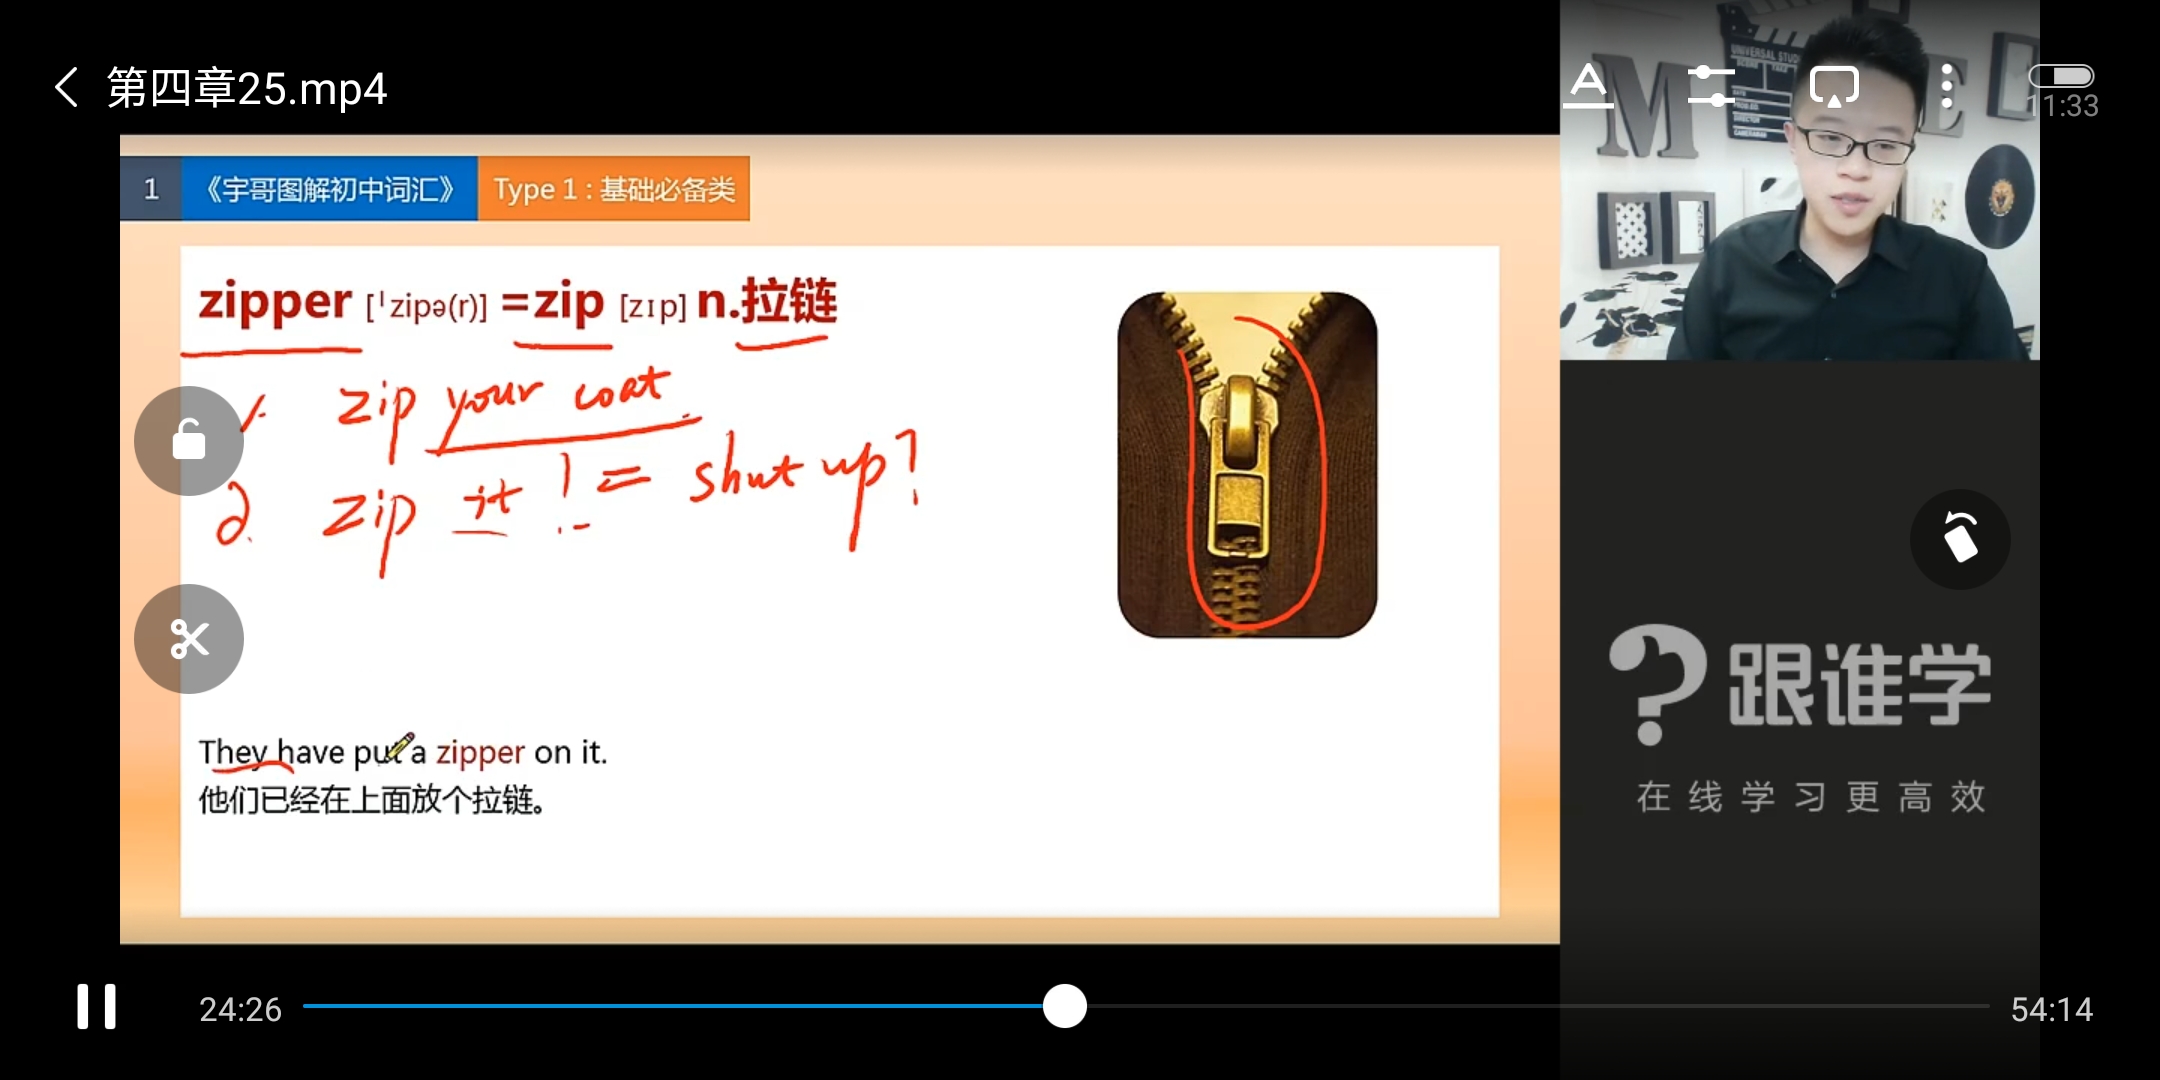 第四章25.mp4
11:33
1 《宇哥图解初中词汇》 Type 1 : 基础必备类
zipper [ˈzipə(r)] =zip [zɪp] n.拉链
1. zip your coat
2. zip it ! = shut up!
They have put a zipper on it.
他们已经在上面放个拉链。
M
E
UNIVERSAL STUD
跟谁学
在线学习更高效
24:26
54:14